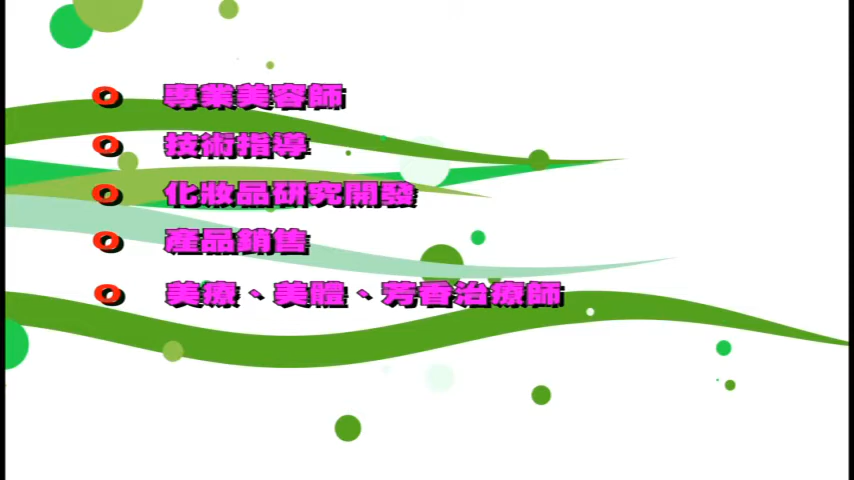 專業美容師
技術指導
化妝品研究開發
產品銷售
美療、美體、芳香治療師